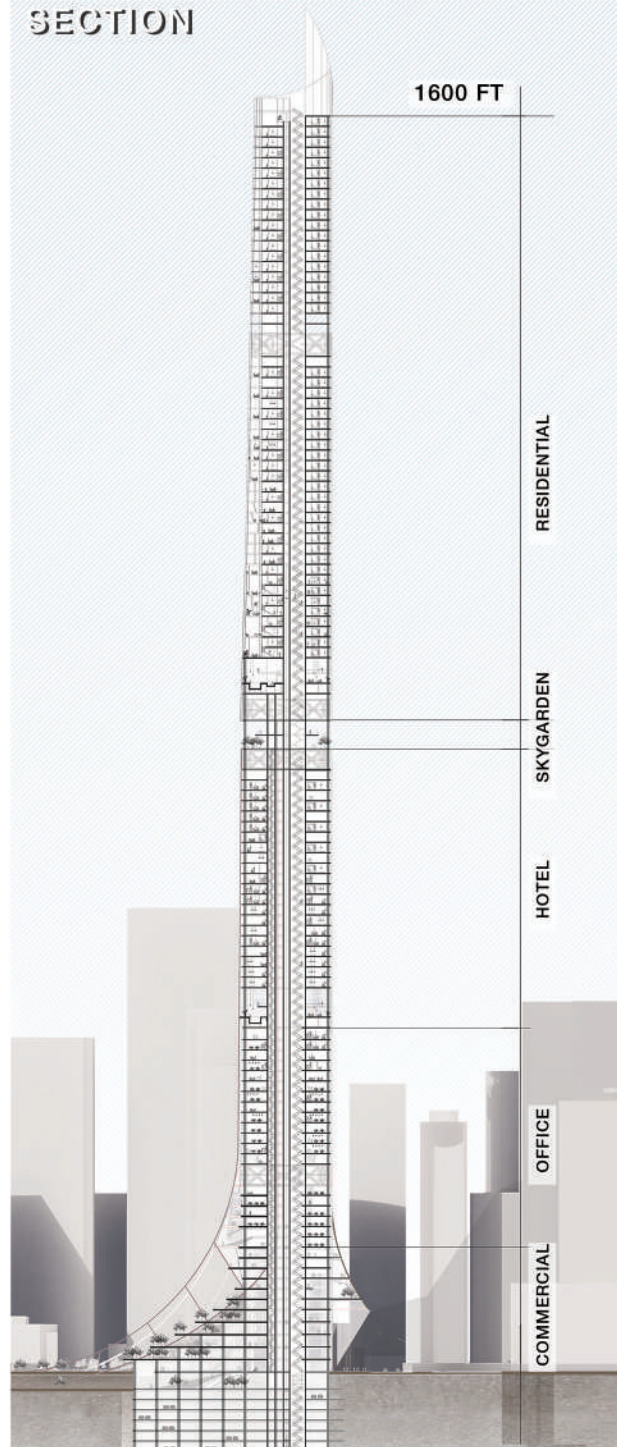 SECTION
1600 FT
RESIDENTIAL
SKYGARDEN
HOTEL
OFFICE
COMMERCIAL